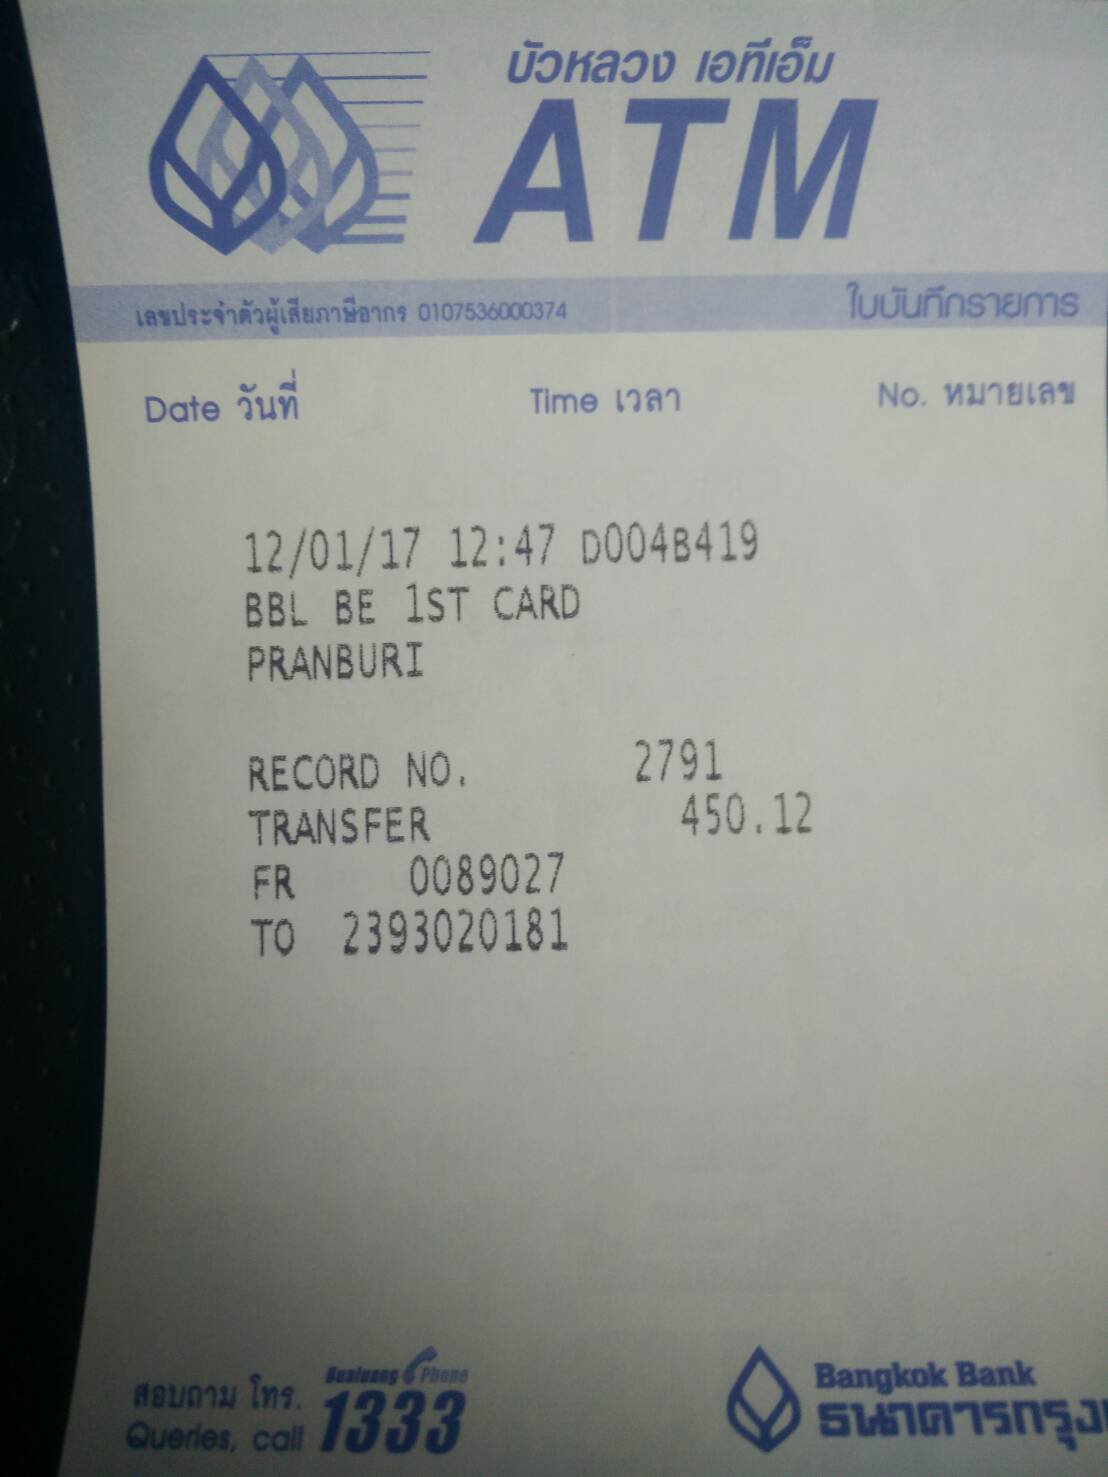 บัวหลวง เอทีเอ็ม
ATM
เลขประจำตัวผู้เสียภาษีอากร 0107536000374 ใบบันทึกรายการ
Date วันที่ Time เวลา No. หมายเลข
12/01/17 12:47 D004B419
BBL BE 1ST CARD
PRANBURI
RECORD NO. 2791
TRANSFER 450.12
FR 0089027
TO 2393020181
สอบถาม โทร. Bualuang Phone
Queries, call 1333
Bangkok Bank
ธนาคารกรุง